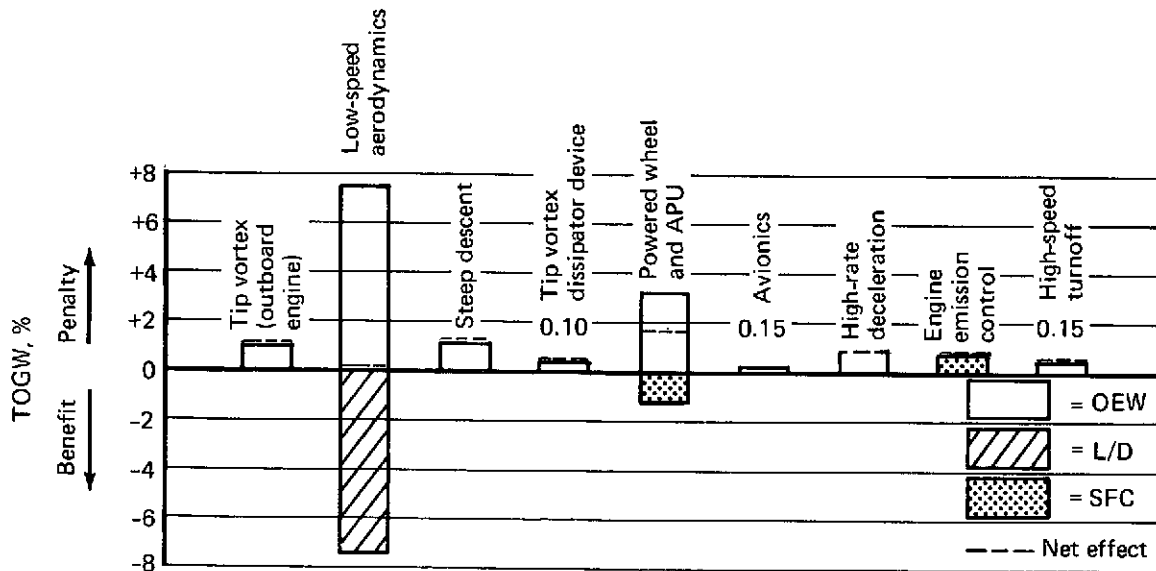 Low-speed
aerodynamics
Tip vortex
(outboard
engine)
Steep descent
Tip vortex
dissipator device
0.10
Powered wheel
and APU
Avionics
0.15
High-rate
deceleration
Engine
emission
control
High-speed
turnoff
0.15
TOGW, %
Penalty
Benefit
+8
+6
+4
+2
0
-2
-4
-6
-8
= OEW
= L/D
= SFC
Net effect